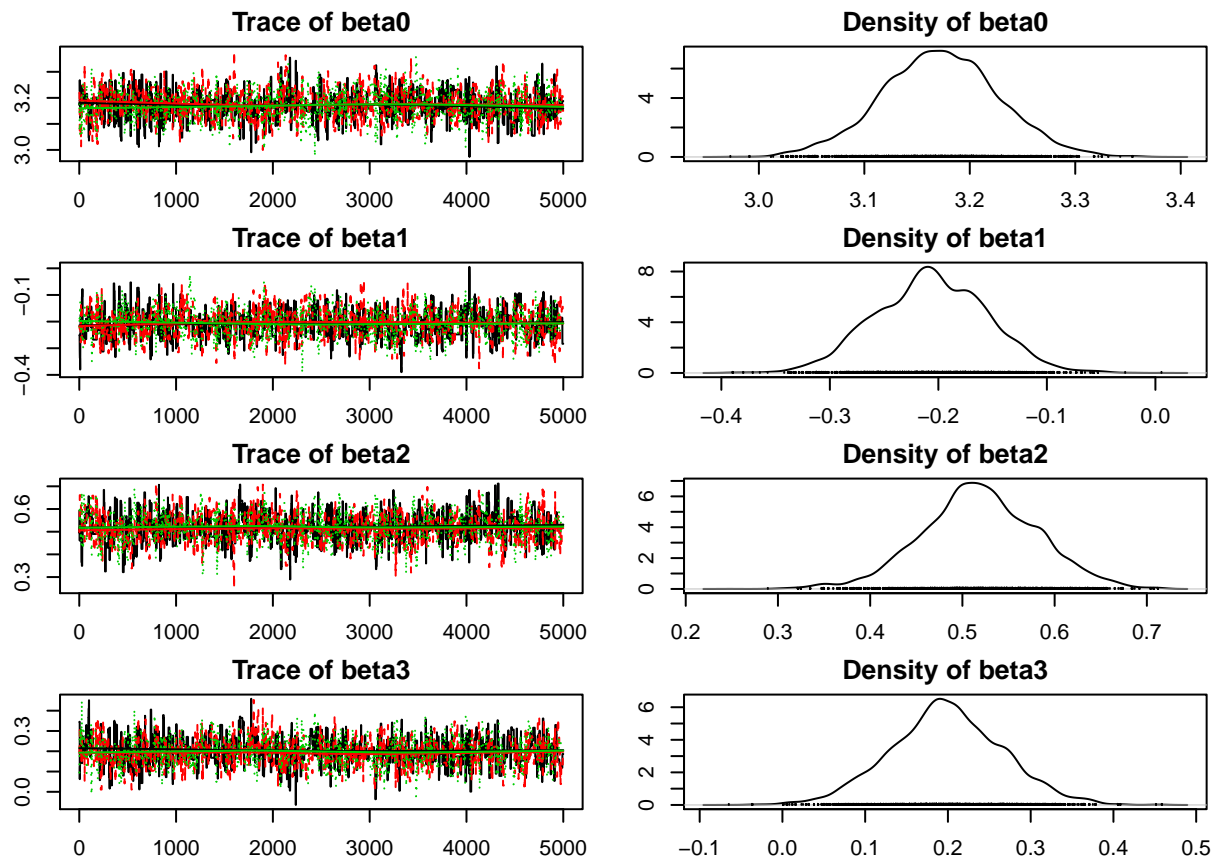 Trace of beta0
3.0 3.2
0 1000 2000 3000 4000 5000
Density of beta0
0 4
3.0 3.1 3.2 3.3 3.4
Trace of beta1
−0.4 −0.1
0 1000 2000 3000 4000 5000
Density of beta1
0 4 8
−0.4 −0.3 −0.2 −0.1 0.0
Trace of beta2
0.3 0.6
0 1000 2000 3000 4000 5000
Density of beta2
0 2 4 6
0.2 0.3 0.4 0.5 0.6 0.7
Trace of beta3
0.0 0.3
0 1000 2000 3000 4000 5000
Density of beta3
0 2 4 6
−0.1 0.0 0.1 0.2 0.3 0.4 0.5